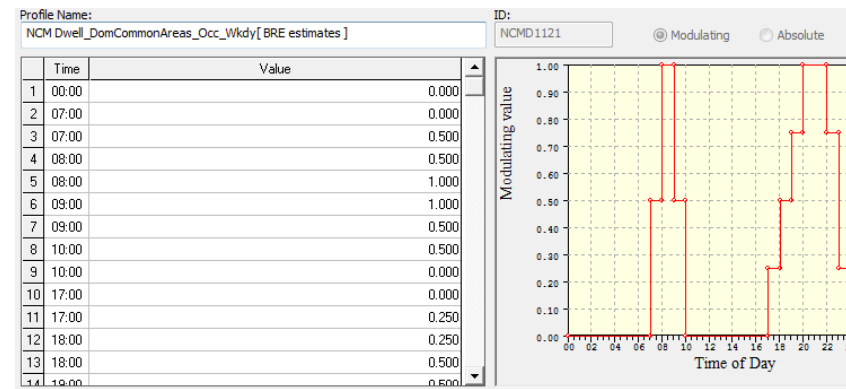 Profile Name:
NCM Dwell_DomCommonAreas_Occ_Wkdy[ BRE estimates ]
ID:
NCMD1121
Modulating
Absolute
Time Value
1 00:00 0.000
2 07:00 0.000
3 07:00 0.500
4 08:00 0.500
5 08:00 1.000
6 09:00 1.000
7 09:00 0.500
8 10:00 0.500
9 10:00 0.000
10 17:00 0.000
11 17:00 0.250
12 18:00 0.250
13 18:00 0.500
14 19:00 0.500
Modulating value
1.00
0.90
0.80
0.70
0.60
0.50
0.40
0.30
0.20
0.10
0.00
00 02 04 06 08 10 12 14 16 18 20 22
Time of Day